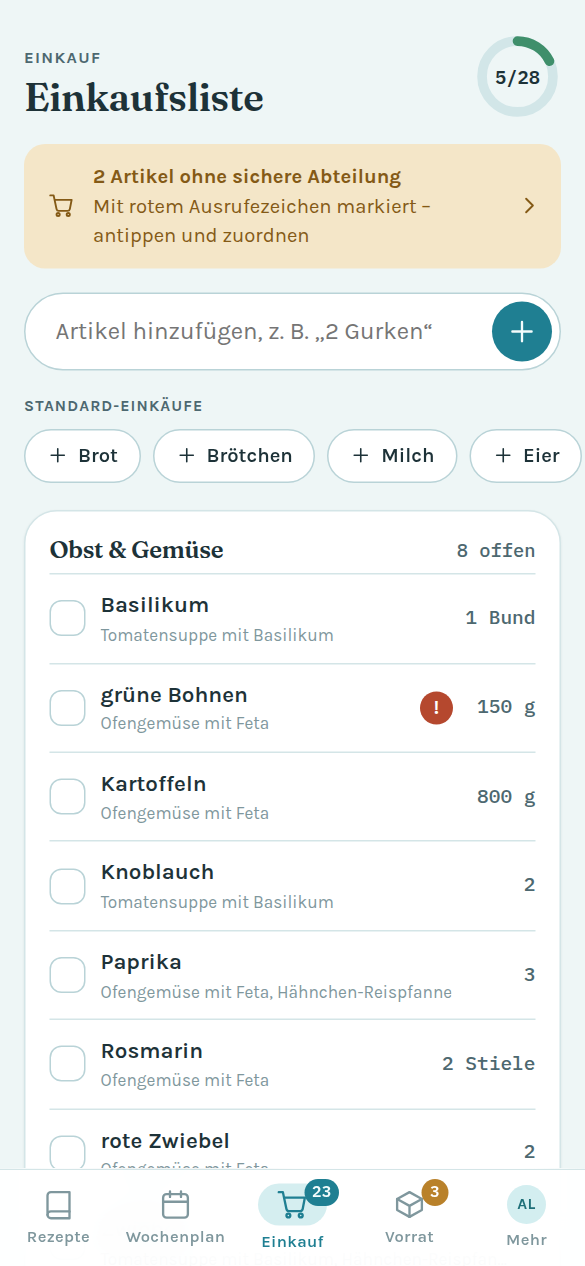 EINKAUF
Einkaufsliste
5/28
2 Artikel ohne sichere Abteilung
Mit rotem Ausrufezeichen markiert –
antippen und zuordnen
Artikel hinzufügen, z. B. „2 Gurken“
STANDARD-EINKÄUFE
+ Brot
+ Brötchen
+ Milch
+ Eier
Obst & Gemüse
8 offen
Basilikum
Tomatensuppe mit Basilikum
1 Bund
grüne Bohnen
Ofengemüse mit Feta
!
150 g
Kartoffeln
Ofengemüse mit Feta
800 g
Knoblauch
Tomatensuppe mit Basilikum
2
Paprika
Ofengemüse mit Feta, Hähnchen-Reispfanne
3
Rosmarin
Ofengemüse mit Feta
2 Stiele
rote Zwiebel
Ofengemüse mit Feta
2
Rezepte
Wochenplan
23
Einkauf
3
Vorrat
AL
Mehr